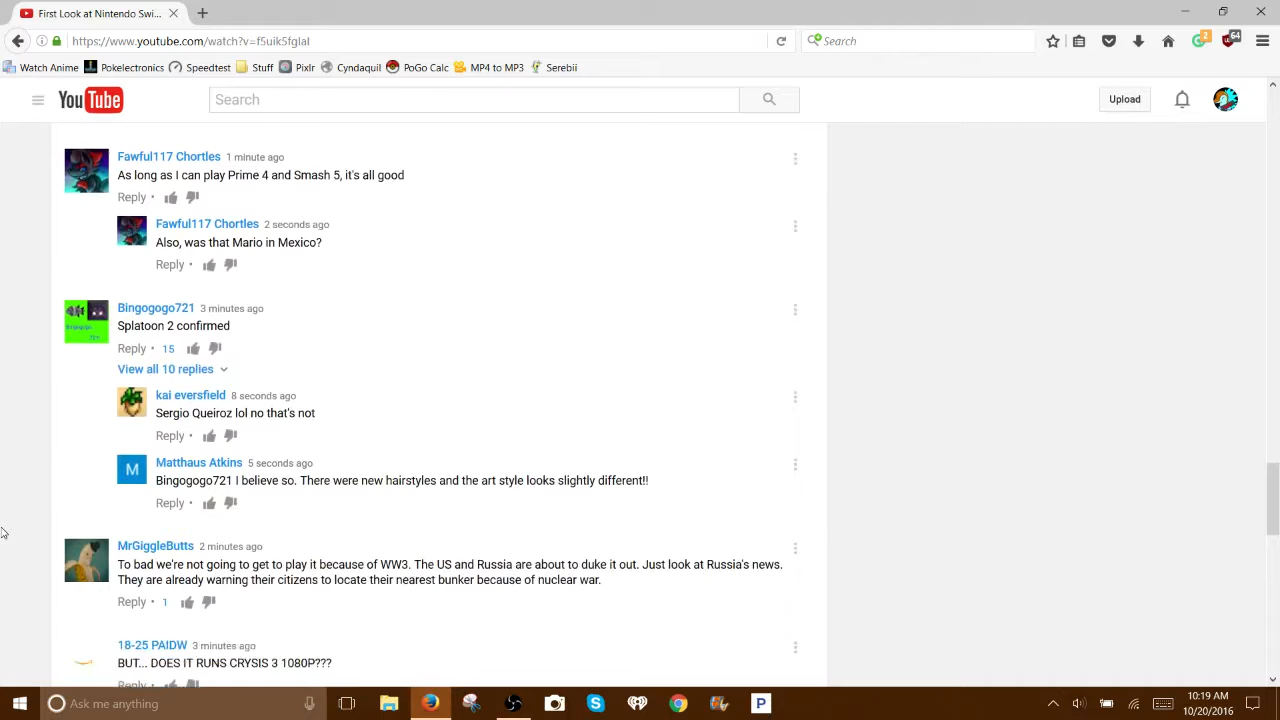 First Look at Nintendo Swi...
https://www.youtube.com/watch?v=f5uik5fglaI
Search
2
64
Watch Anime
Pokelectronics
Speedtest
Stuff
Pixlr
Cyndaquil
PoGo Calc
MP4 to MP3
Serebii
YouTube
Search
Upload
Fawful117 Chortles 1 minute ago
As long as I can play Prime 4 and Smash 5, it's all good
Reply •
Fawful117 Chortles 2 seconds ago
Also, was that Mario in Mexico?
Reply •
Bingogogo721 3 minutes ago
Splatoon 2 confirmed
Reply • 15
View all 10 replies
kai eversfield 8 seconds ago
Sergio Queiroz lol no that's not
Reply •
M
Matthaus Atkins 5 seconds ago
Bingogogo721 I believe so. There were new hairstyles and the art style looks slightly different!!
Reply •
MrGiggleButts 2 minutes ago
To bad we're not going to get to play it because of WW3. The US and Russia are about to duke it out. Just look at Russia's news.
They are already warning their citizens to locate their nearest bunker because of nuclear war.
Reply • 1
18-25 PAIDW 3 minutes ago
BUT... DOES IT RUNS CRYSIS 3 1080P???
Reply •
Ask me anything
P
10:19 AM
10/20/2016